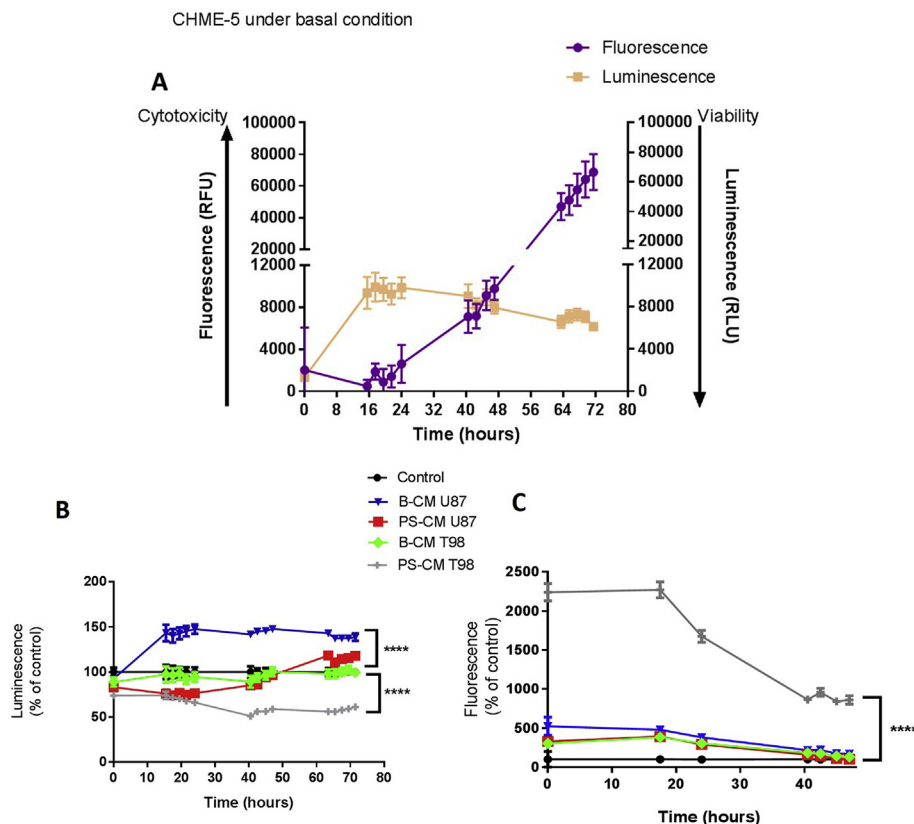 CHME-5 under basal condition
Fluorescence
Luminescence
A
Cytotoxicity
Viability
Fluorescence (RFU)
100000
80000
60000
40000
20000
12000
8000
4000
0
100000
80000
60000
40000
20000
12000
8000
4000
0
Luminescence (RLU)
0 8 16 24 32 40 48 56 64 72 80
Time (hours)
Control
B-CM U87
PS-CM U87
B-CM T98
PS-CM T98
B
Luminescence
(% of control)
200
150
100
50
0
0 10 20 30 40 50 60 70 80
Time (hours)
****
****
C
Fluorescence
(% of control)
2500
2000
1500
1000
500
0
0 20 40
Time (hours)
****